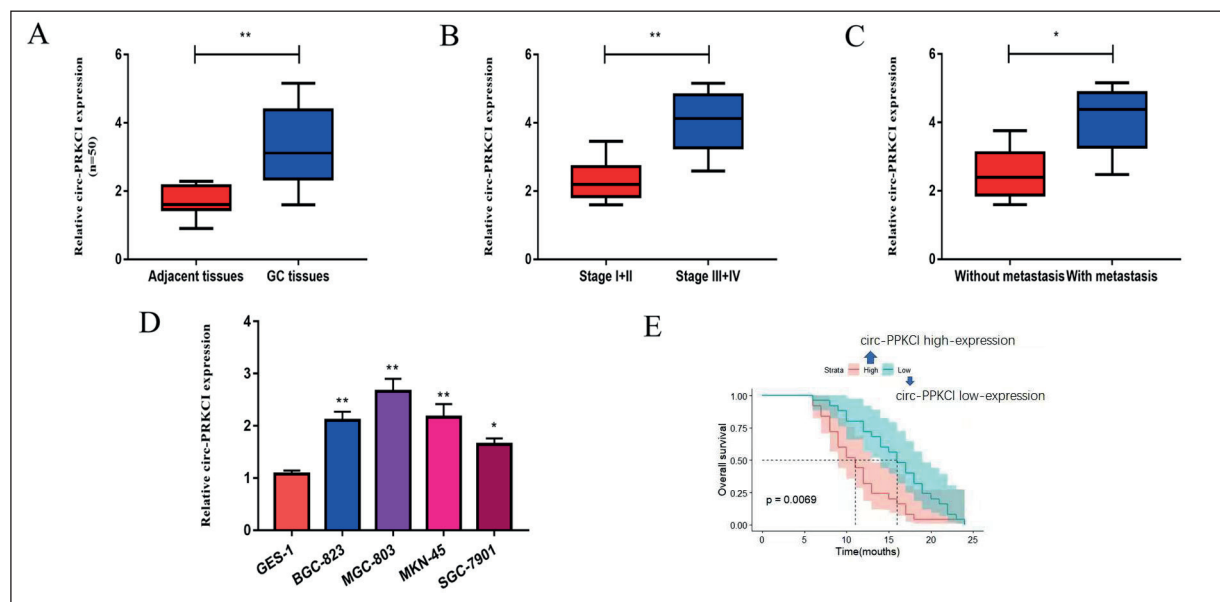 A
Relative circ-PRKCI expression
(n=50)
**
6
4
2
0
Adjacent tissues
GC tissues
B
Relative circ-PRKCI expression
**
6
4
2
0
Stage I+II
Stage III+IV
C
Relative circ-PRKCI expression
*
6
4
2
0
Without metastasis
With metastasis
D
Relative circ-PRKCI expression
4
3
2
1
0
**
**
**
*
GES-1
BGC-823
MGC-803
MKN-45
SGC-7901
E
circ-PPKCI high-expression
Strata High Low
circ-PPKCI low-expression
Overall survival
1.00
0.75
0.50
0.25
0.00
p = 0.0069
0 5 10 15 20 25
Time(mouths)